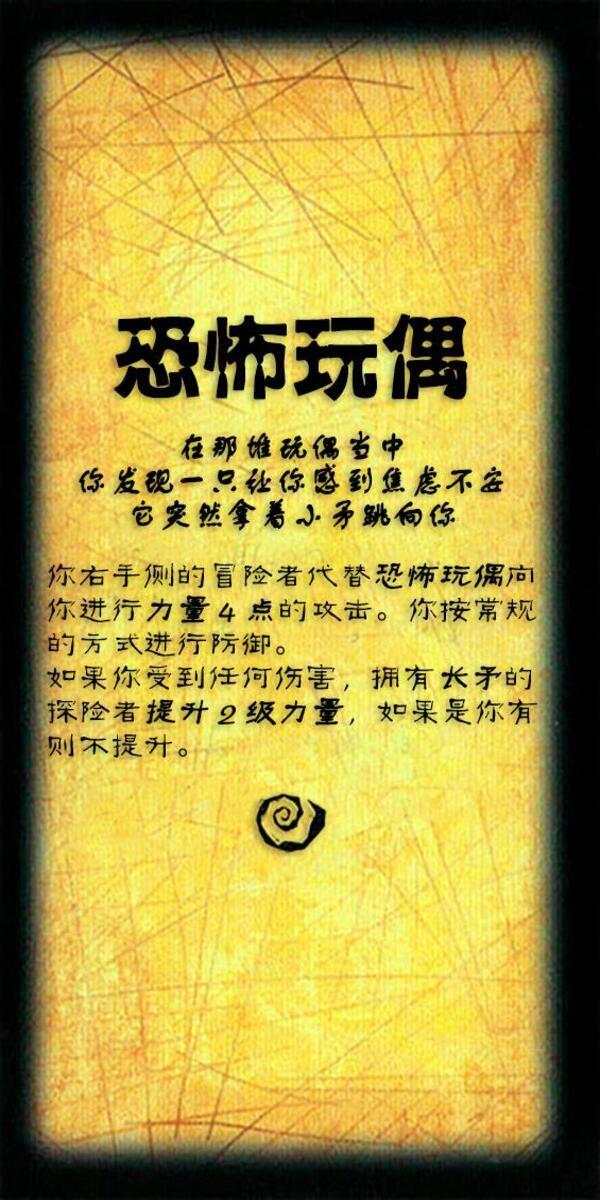 恐怖玩偶
在那堆玩偶当中
你发现一只让你感到焦虑不安
它突然拿着小矛跳向你
你右手侧的冒险者代替恐怖玩偶向
你进行力量4点的攻击。你按常规
的方式进行防御。
如果你受到任何伤害，拥有长矛的
探险者提升2级力量，如果是你有
则不提升。